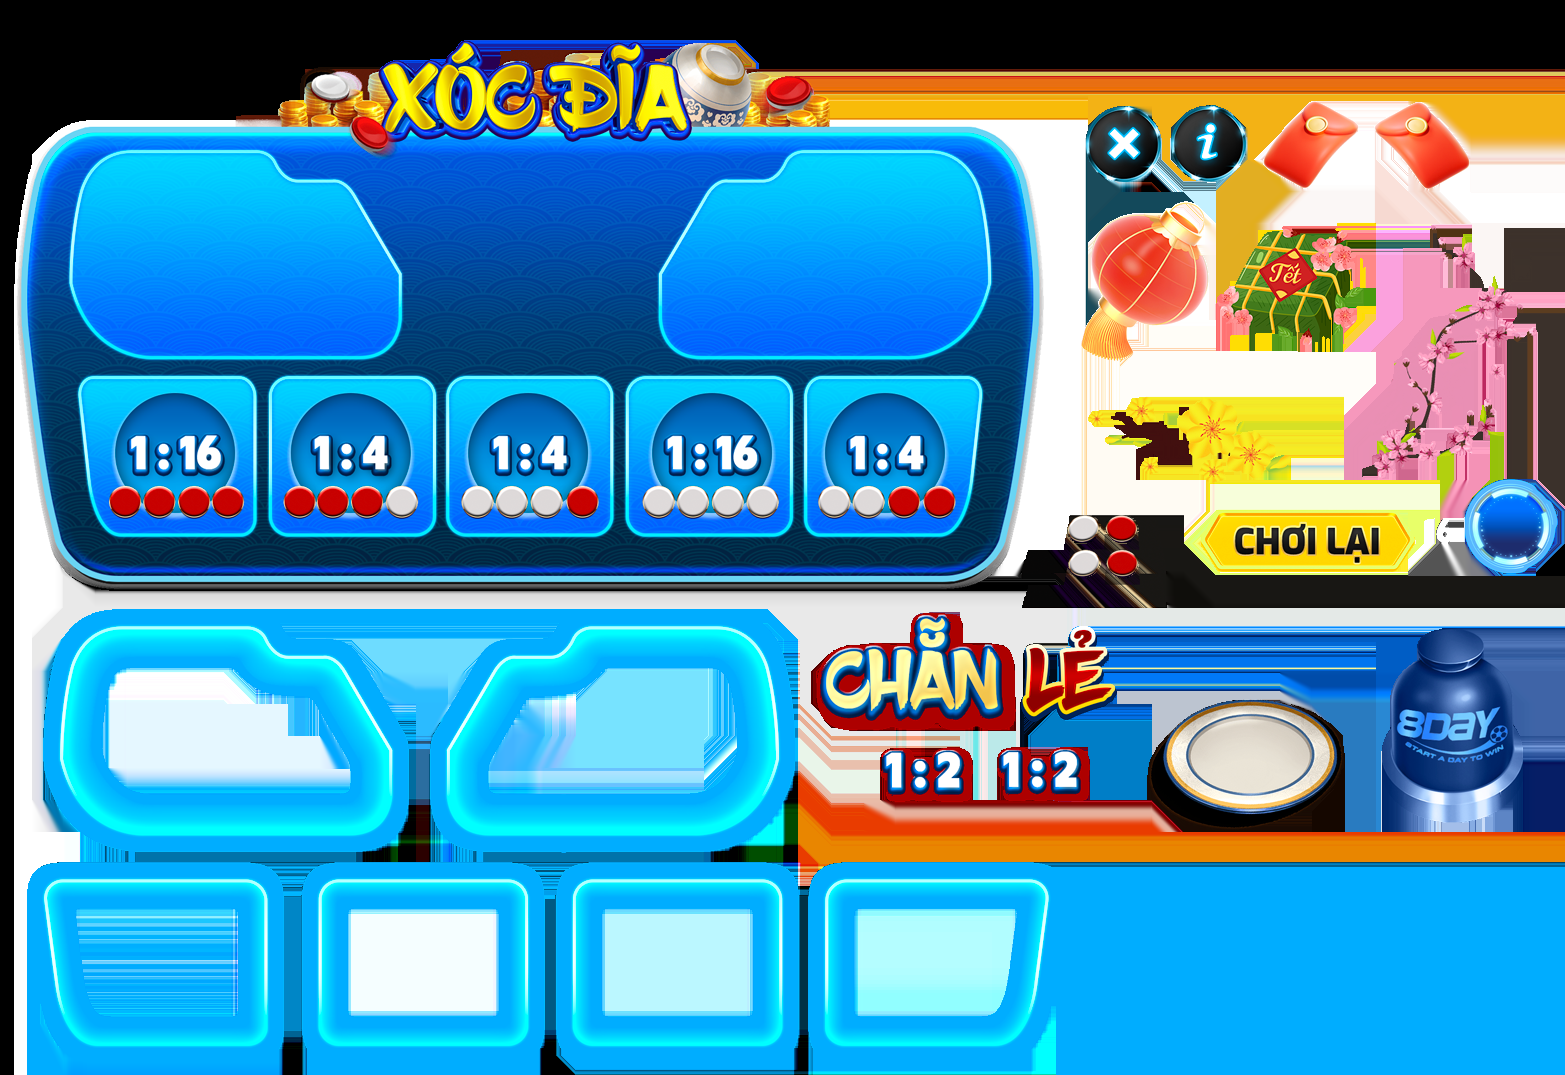 XÓC ĐĨA
i
Tết
1:16
1:4
1:4
1:16
1:4
CHƠI LẠI
CHẴN
LẺ
1:2
1:2
8DAY
START A DAY TO WIN